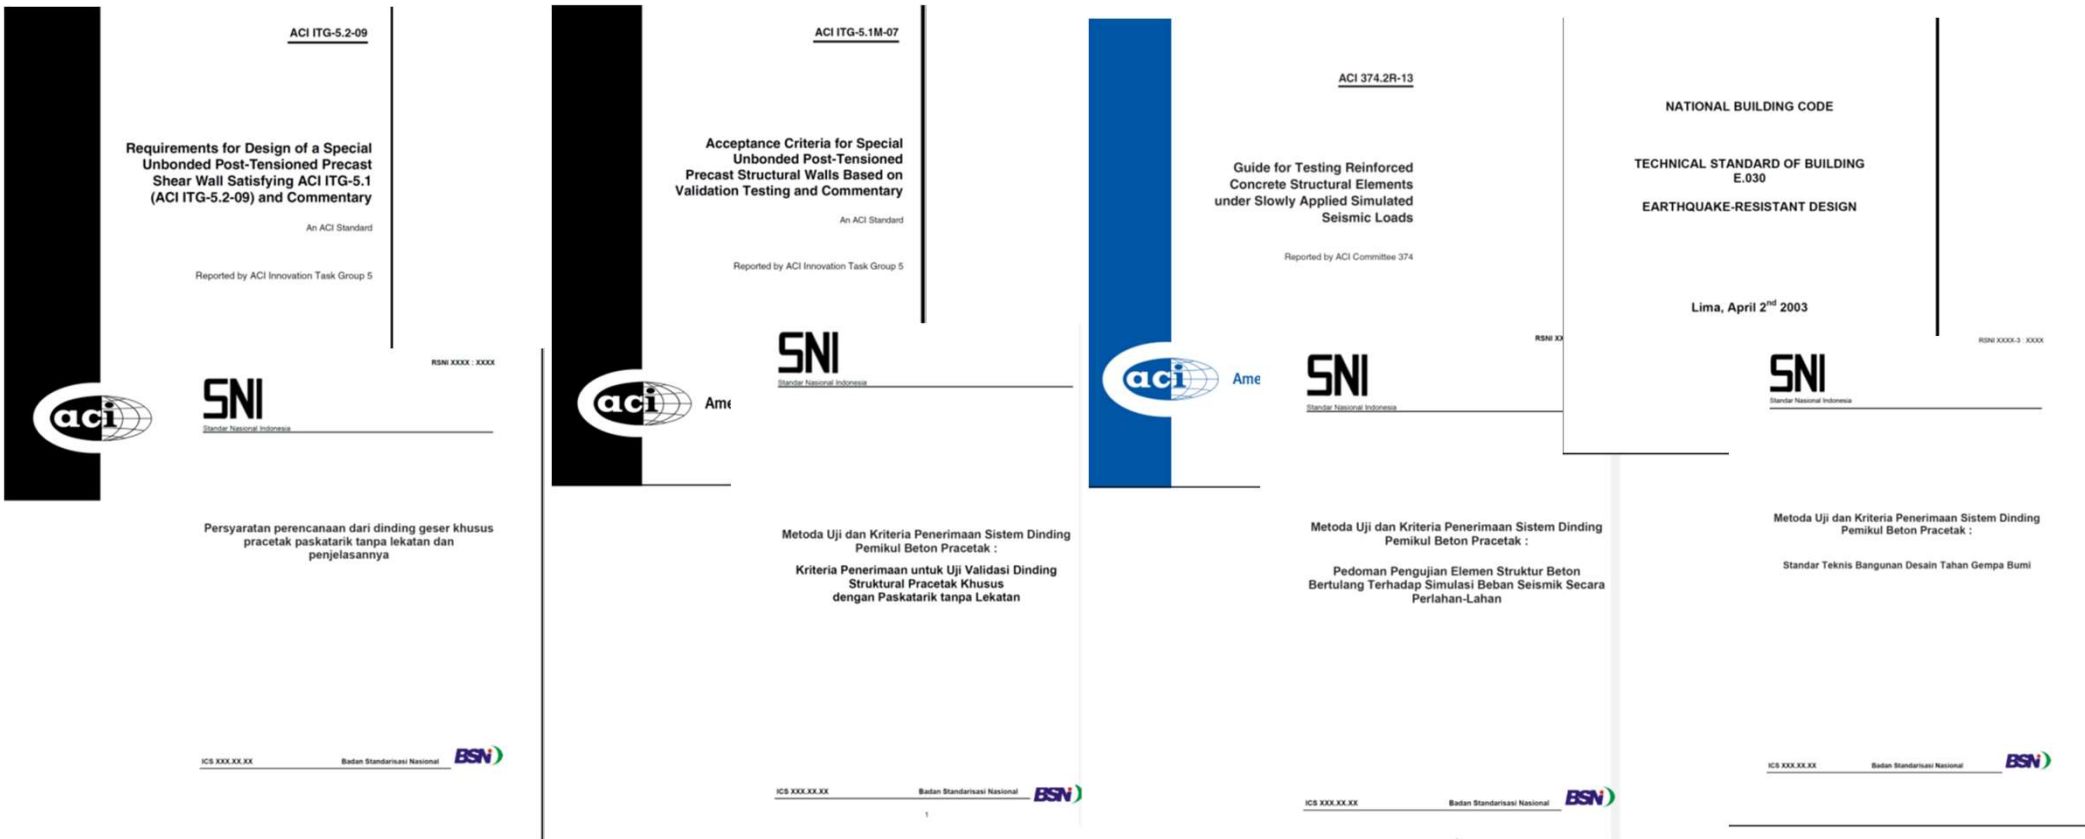 ACI ITG-5.2-09
Requirements for Design of a Special
Unbonded Post-Tensioned Precast
Shear Wall Satisfying ACI ITG-5.1
(ACI ITG-5.2-09) and Commentary
An ACI Standard
Reported by ACI Innovation Task Group 5
aci
RSNI XXXX : XXXX
SNI
Standar Nasional Indonesia
Persyaratan perencanaan dari dinding geser khusus
pracetak paskatarik tanpa lekatan dan
penjelasannya
ICS XXX.XX.XX
Badan Standarisasi Nasional
BSN
ACI ITG-5.1M-07
Acceptance Criteria for Special
Unbonded Post-Tensioned
Precast Structural Walls Based on
Validation Testing and Commentary
An ACI Standard
Reported by ACI Innovation Task Group 5
aci
Ame
SNI
Standar Nasional Indonesia
Metoda Uji dan Kriteria Penerimaan Sistem Dinding
Pemikul Beton Pracetak :
Kriteria Penerimaan untuk Uji Validasi Dinding
Struktural Pracetak Khusus
dengan Paskatarik tanpa Lekatan
ICS XXX.XX.XX
Badan Standarisasi Nasional
BSN
1
ACI 374.2R-13
Guide for Testing Reinforced
Concrete Structural Elements
under Slowly Applied Simulated
Seismic Loads
Reported by ACI Committee 374
aci
Ame
RSNI XX
SNI
Standar Nasional Indonesia
Metoda Uji dan Kriteria Penerimaan Sistem Dinding
Pemikul Beton Pracetak :
Pedoman Pengujian Elemen Struktur Beton
Bertulang Terhadap Simulasi Beban Seismik Secara
Perlahan-Lahan
ICS XXX.XX.XX
Badan Standarisasi Nasional
BSN
NATIONAL BUILDING CODE
TECHNICAL STANDARD OF BUILDING
E.030
EARTHQUAKE-RESISTANT DESIGN
Lima, April 2nd 2003
RSNI XXXX-3 : XXXX
SNI
Standar Nasional Indonesia
Metoda Uji dan Kriteria Penerimaan Sistem Dinding
Pemikul Beton Pracetak :
Standar Teknis Bangunan Desain Tahan Gempa Bumi
ICS XXX.XX.XX
Badan Standarisasi Nasional
BSN